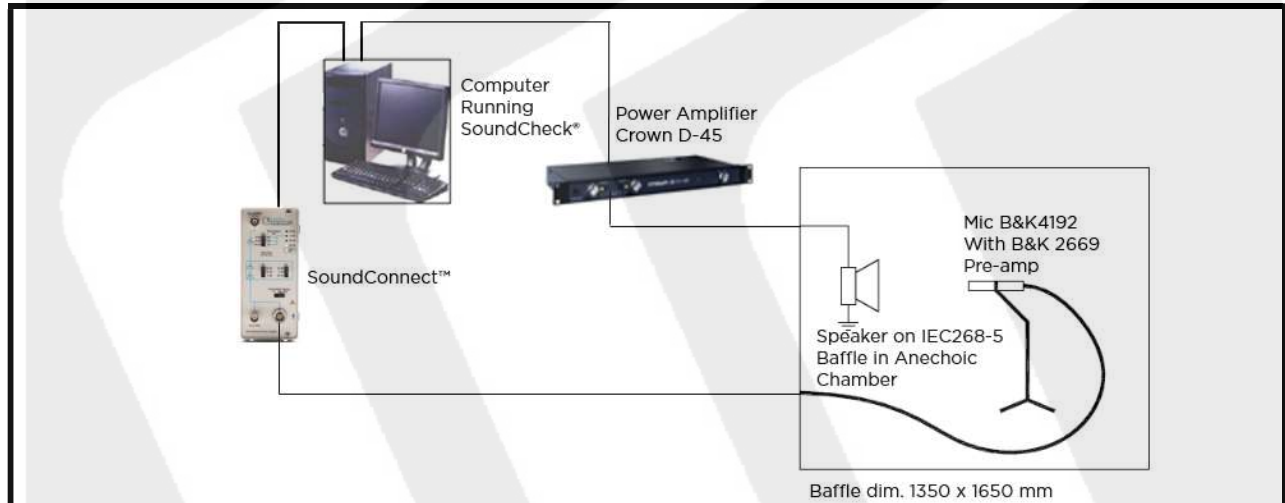 Computer
Running
SoundCheck®
Power Amplifier
Crown D-45
SoundConnect™
Mic B&K4192
With B&K 2669
Pre-amp
Speaker on IEC268-5
Baffle in Anechoic
Chamber
Baffle dim. 1350 x 1650 mm